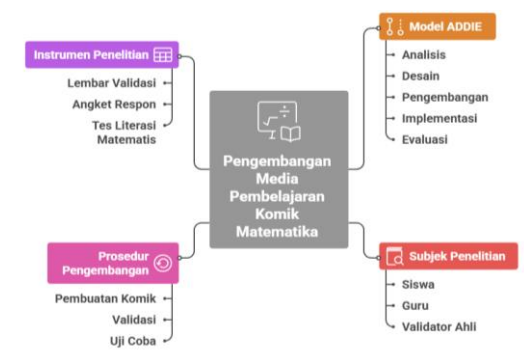 Instrumen Penelitian
Lembar Validasi
Angket Respon
Tes Literasi
Matematis
Model ADDIE
Analisis
Desain
Pengembangan
Implementasi
Evaluasi
Pengembangan
Media
Pembelajaran
Komik
Matematika
Prosedur
Pengembangan
Pembuatan Komik
Validasi
Uji Coba
Subjek Penelitian
Siswa
Guru
Validator Ahli